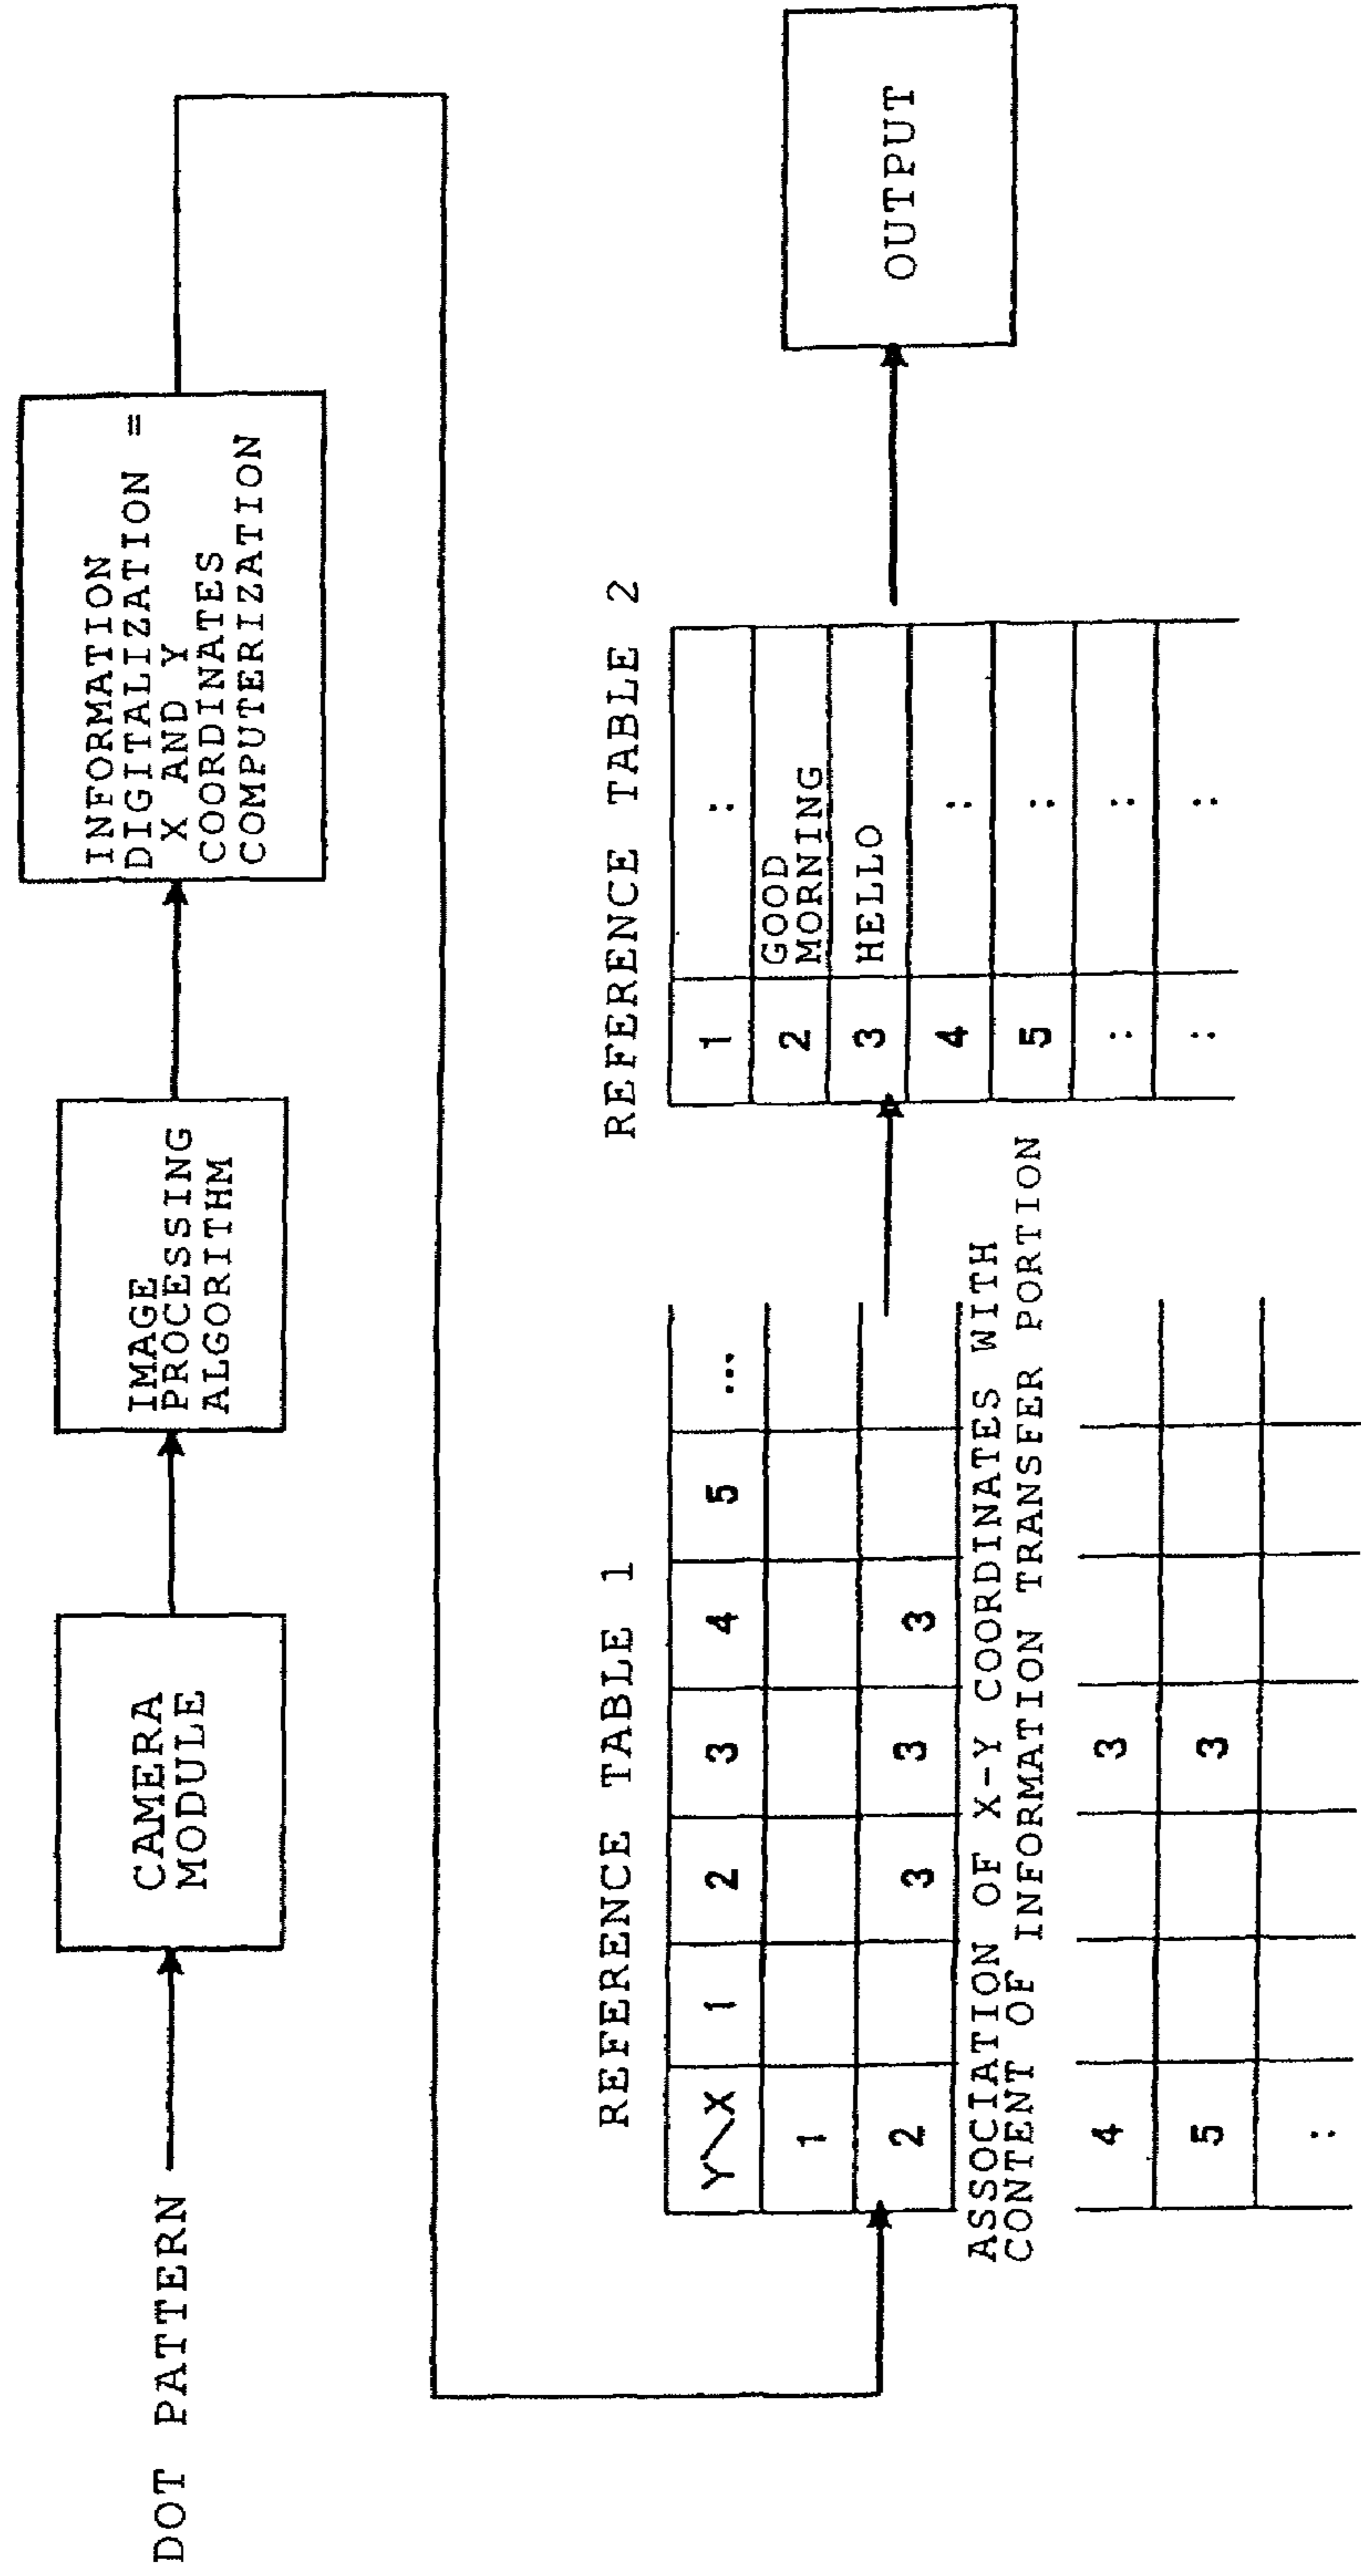 DOT PATTERN
CAMERA
MODULE
IMAGE
PROCESSING
ALGORITHM
INFORMATION
DIGITALIZATION =
X AND Y
COORDINATES
COMPUTERIZATION
REFERENCE TABLE 1
Y\X 1 2 3 4 5 ...
1
2 3 3 3
ASSOCIATION OF X-Y COORDINATES WITH
CONTENT OF INFORMATION TRANSFER PORTION
4 3
5 3
:
REFERENCE TABLE 2
1 :
2 GOOD
MORNING
3 HELLO
4 :
5 :
: :
: :
OUTPUT